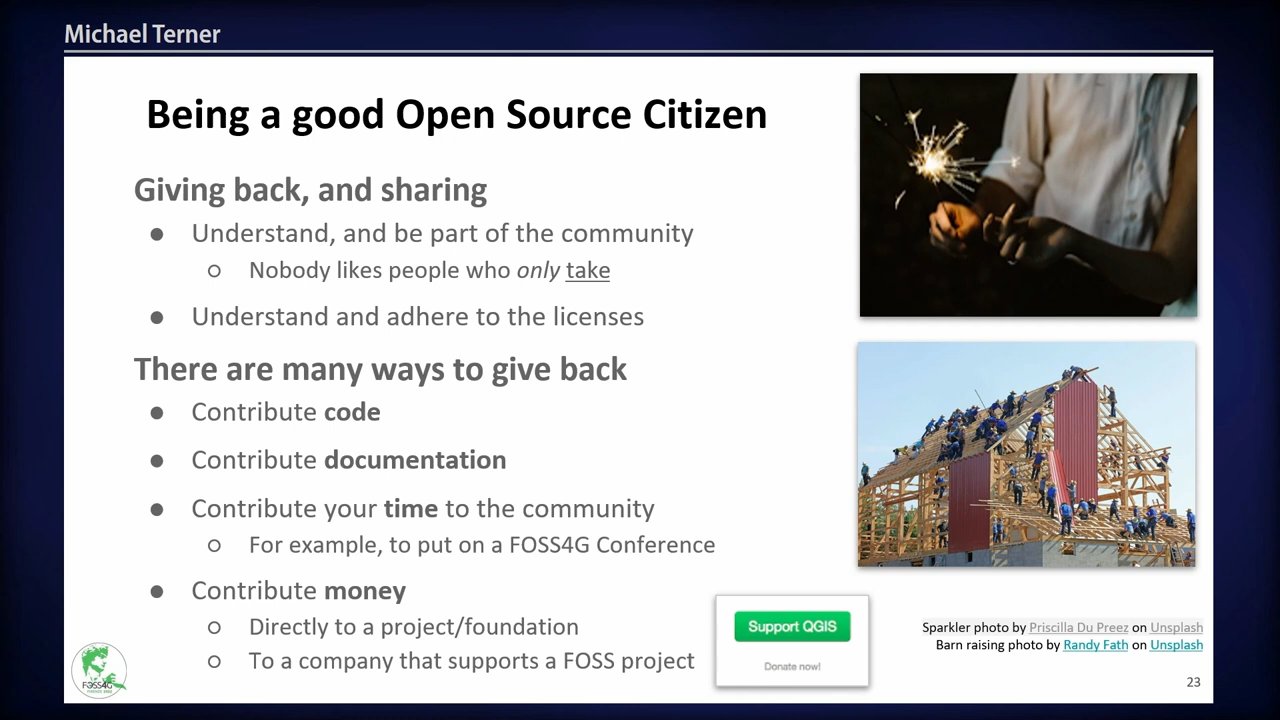 Michael Terner
Being a good Open Source Citizen
Giving back, and sharing
● Understand, and be part of the community
○ Nobody likes people who only take
● Understand and adhere to the licenses
There are many ways to give back
● Contribute code
● Contribute documentation
● Contribute your time to the community
○ For example, to put on a FOSS4G Conference
● Contribute money
○ Directly to a project/foundation
○ To a company that supports a FOSS project
Support QGIS
Donate now!
Sparkler photo by Priscilla Du Preez on Unsplash
Barn raising photo by Randy Fath on Unsplash
FOSS4G
23